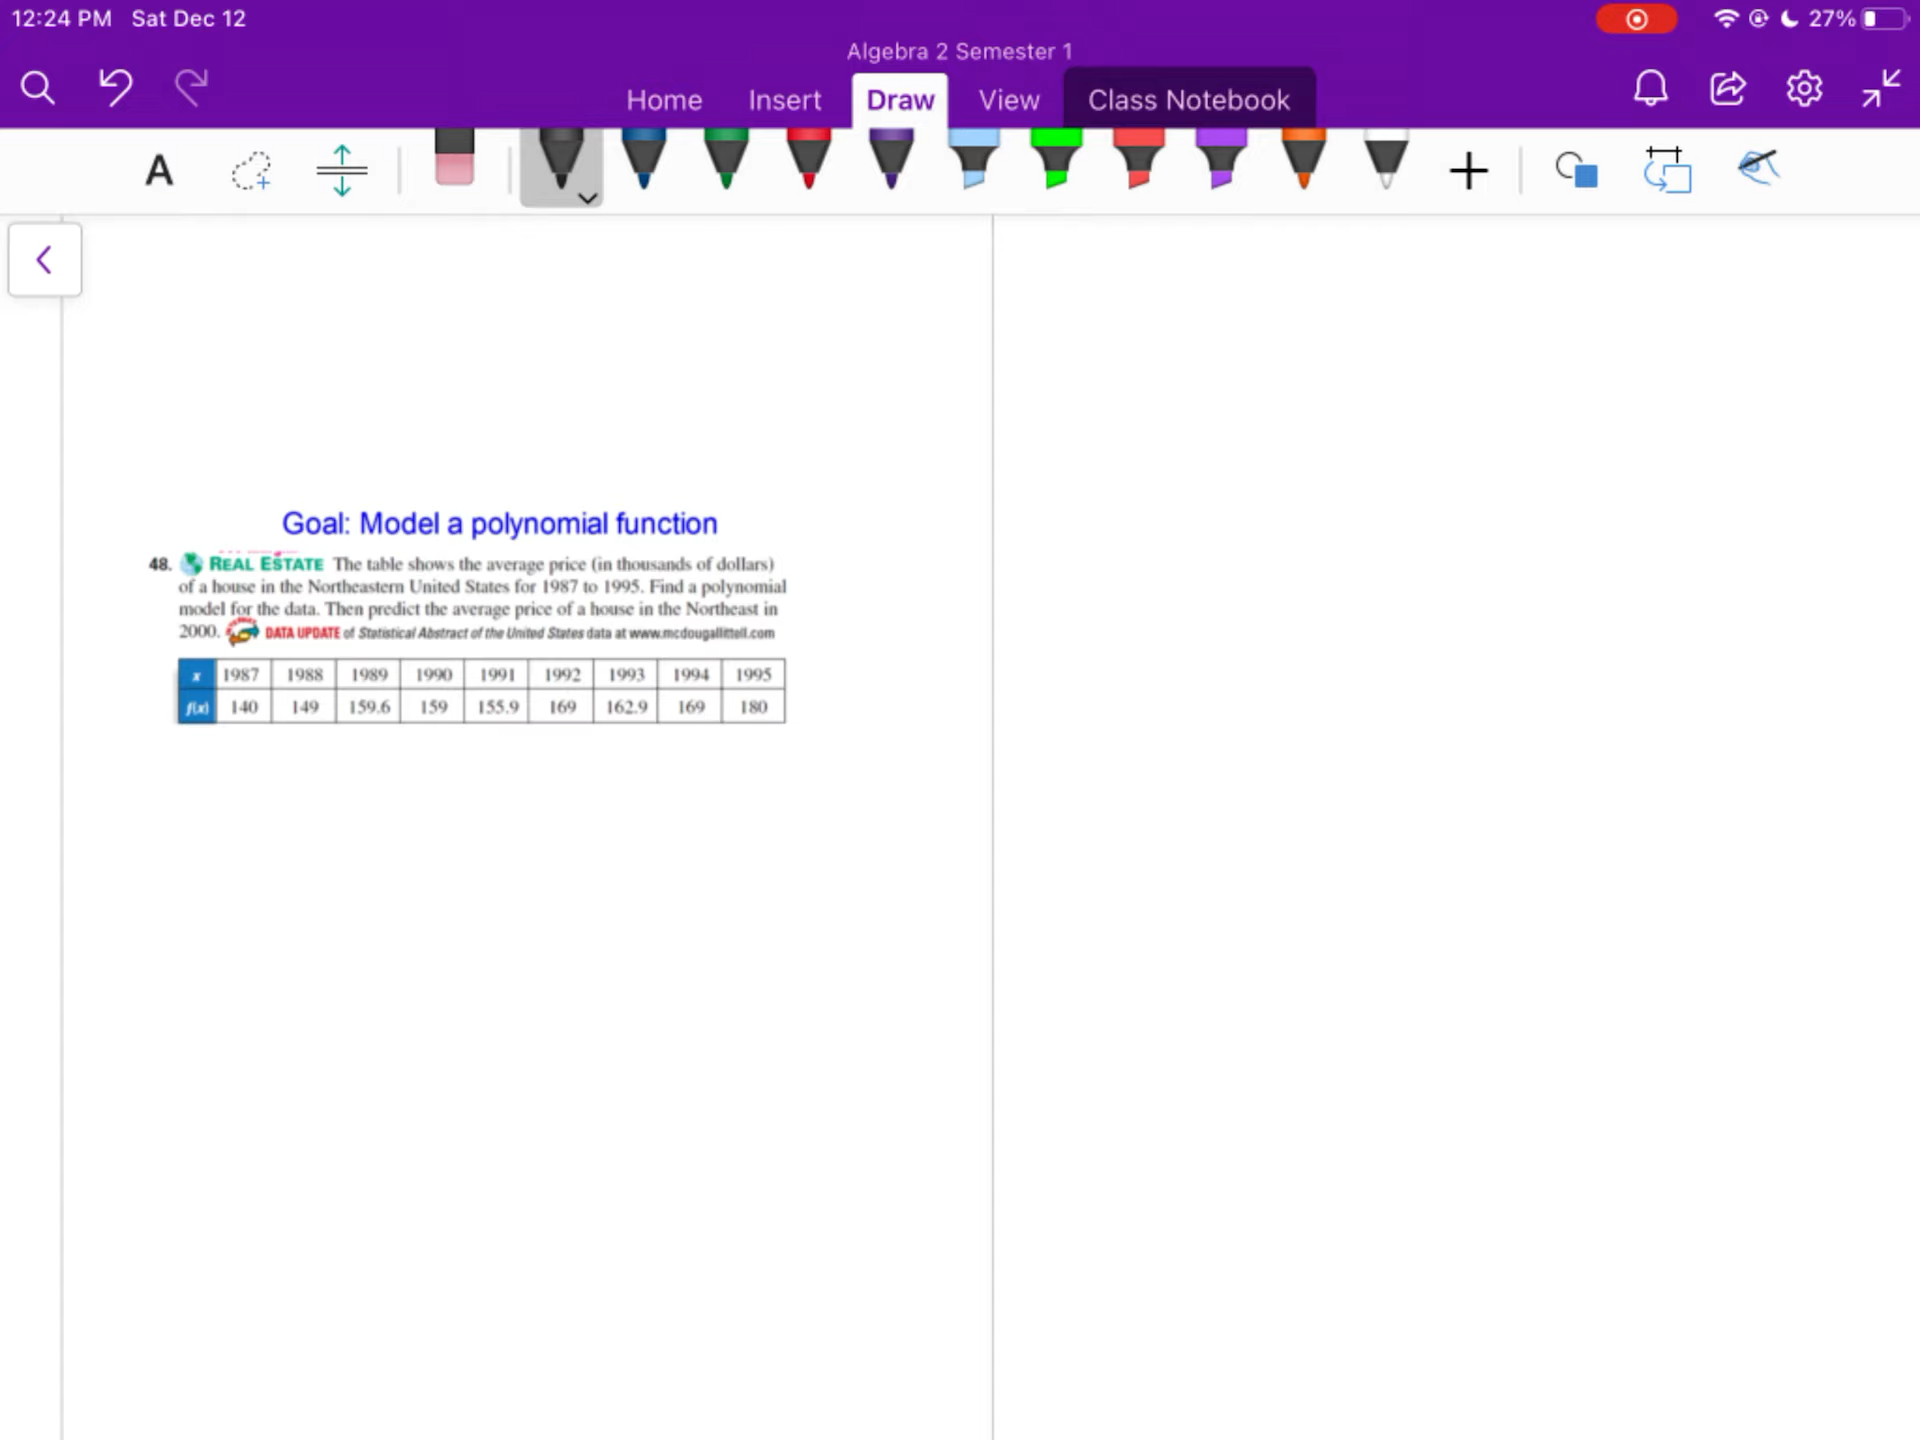 12:24 PM Sat Dec 12
27%
Algebra 2 Semester 1
Home Insert Draw View Class Notebook
A
Goal: Model a polynomial function
48. REAL ESTATE The table shows the average price (in thousands of dollars)
of a house in the Northeastern United States for 1987 to 1995. Find a polynomial
model for the data. Then predict the average price of a house in the Northeast in
2000. DATA UPDATE of Statistical Abstract of the United States data at www.mcdougallittell.com
x 1987 1988 1989 1990 1991 1992 1993 1994 1995
f(x) 140 149 159.6 159 155.9 169 162.9 169 180